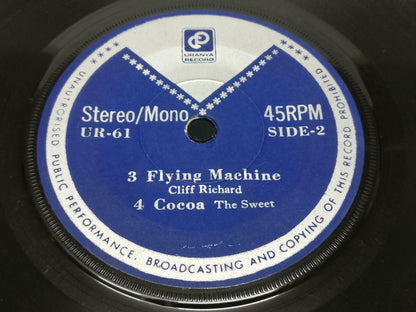 URANYA
RECORD
Stereo/Mono 45RPM
UR-61 SIDE-2
3 Flying Machine
Cliff Richard
4 Cocoa The Sweet
UNAUTHORISED PUBLIC PERFORMANCE, BROADCASTING AND COPYING OF THIS RECORD PROHIBITED